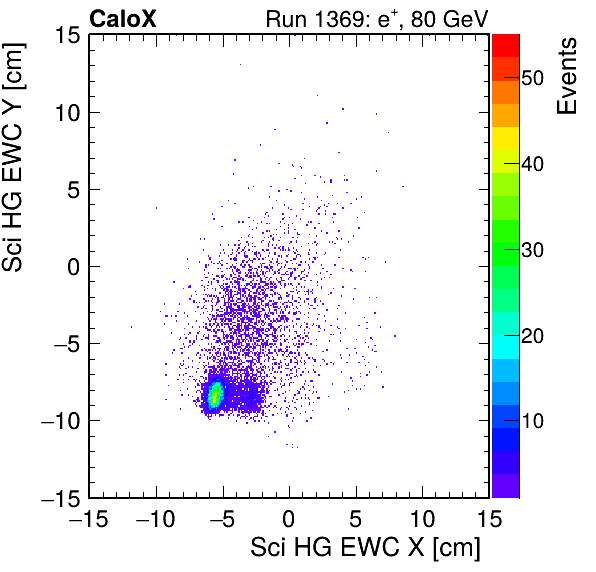 CaloX Run 1369: e⁺, 80 GeV
Sci HG EWC Y [cm]
15
10
5
0
−5
−10
−15
−15 −10 −5 0 5 10 15
Sci HG EWC X [cm]
Events
50
40
30
20
10